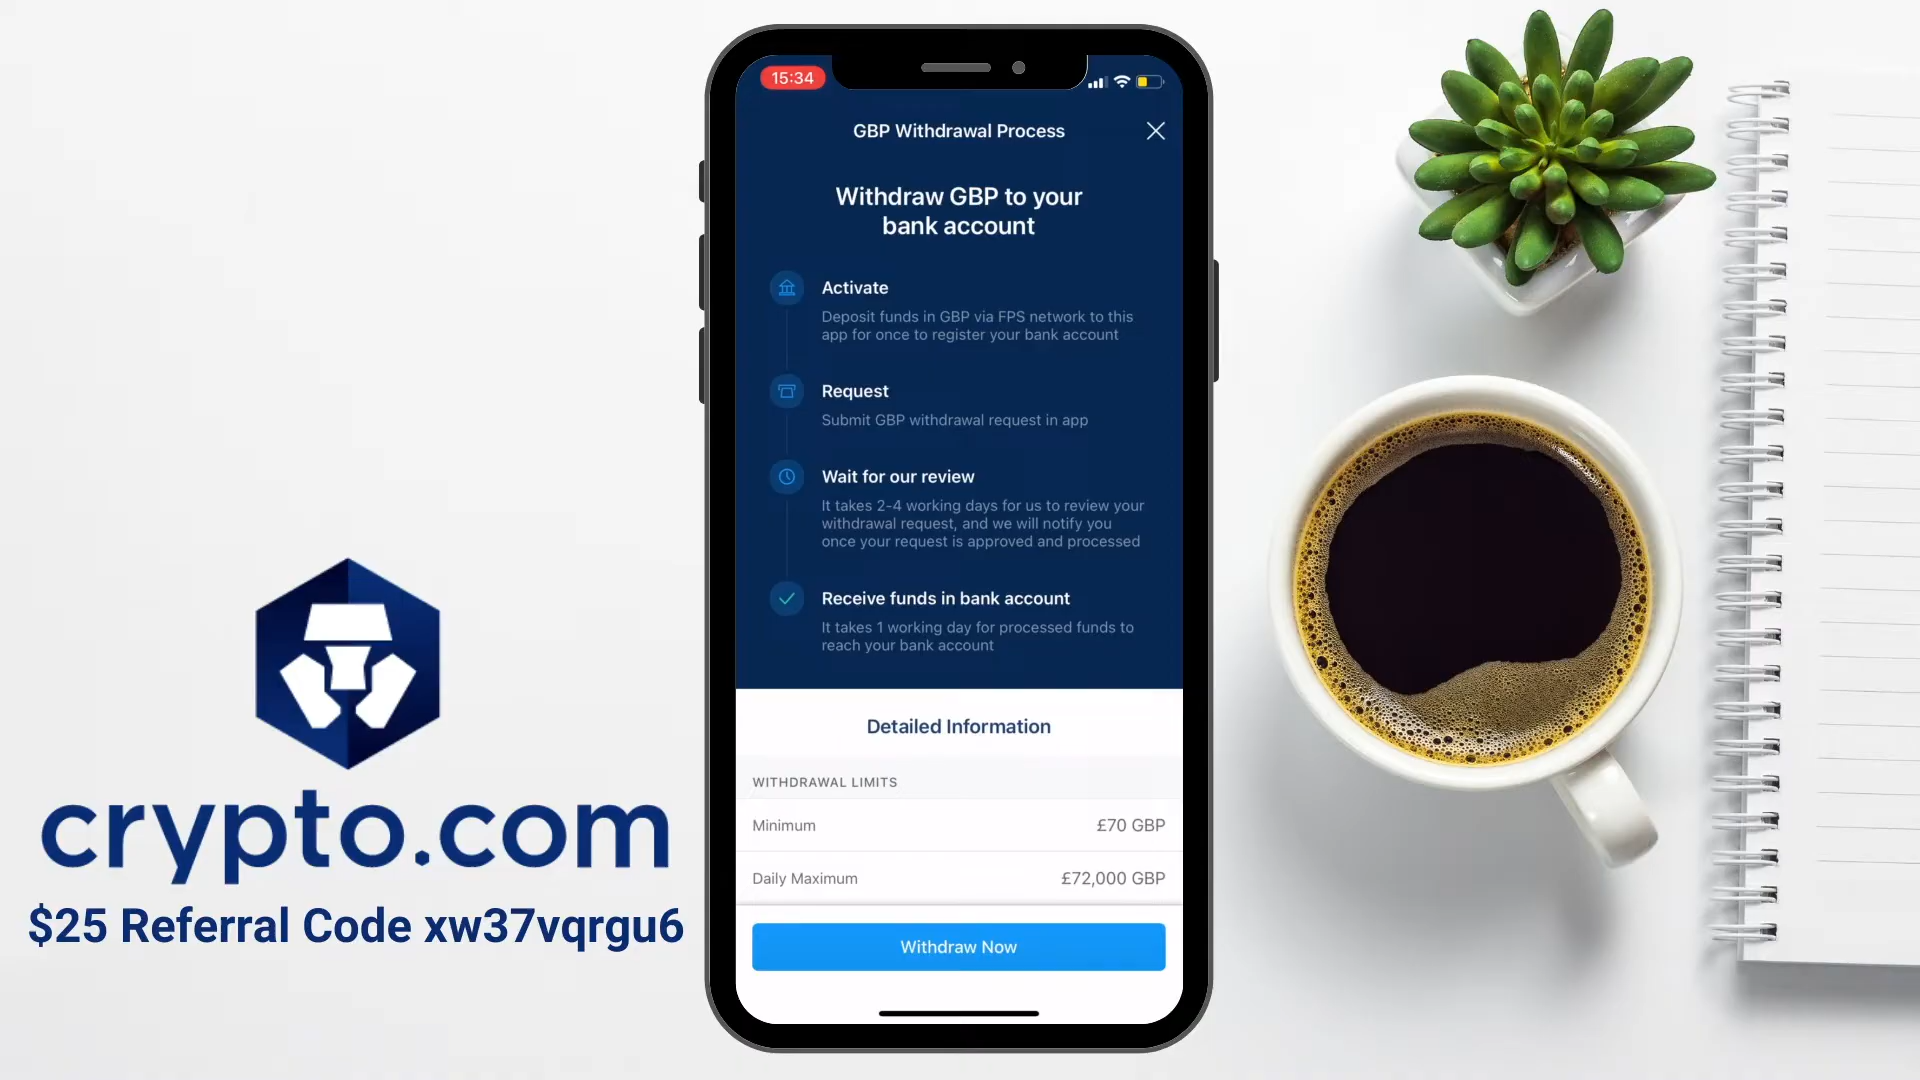 15:34
GBP Withdrawal Process
Withdraw GBP to your
bank account
Activate
Deposit funds in GBP via FPS network to this
app for once to register your bank account
Request
Submit GBP withdrawal request in app
Wait for our review
It takes 2-4 working days for us to review your
withdrawal request, and we will notify you
once your request is approved and processed
Receive funds in bank account
It takes 1 working day for processed funds to
reach your bank account
Detailed Information
WITHDRAWAL LIMITS
Minimum £70 GBP
Daily Maximum £72,000 GBP
Withdraw Now
crypto.com
$25 Referral Code xw37vqrgu6